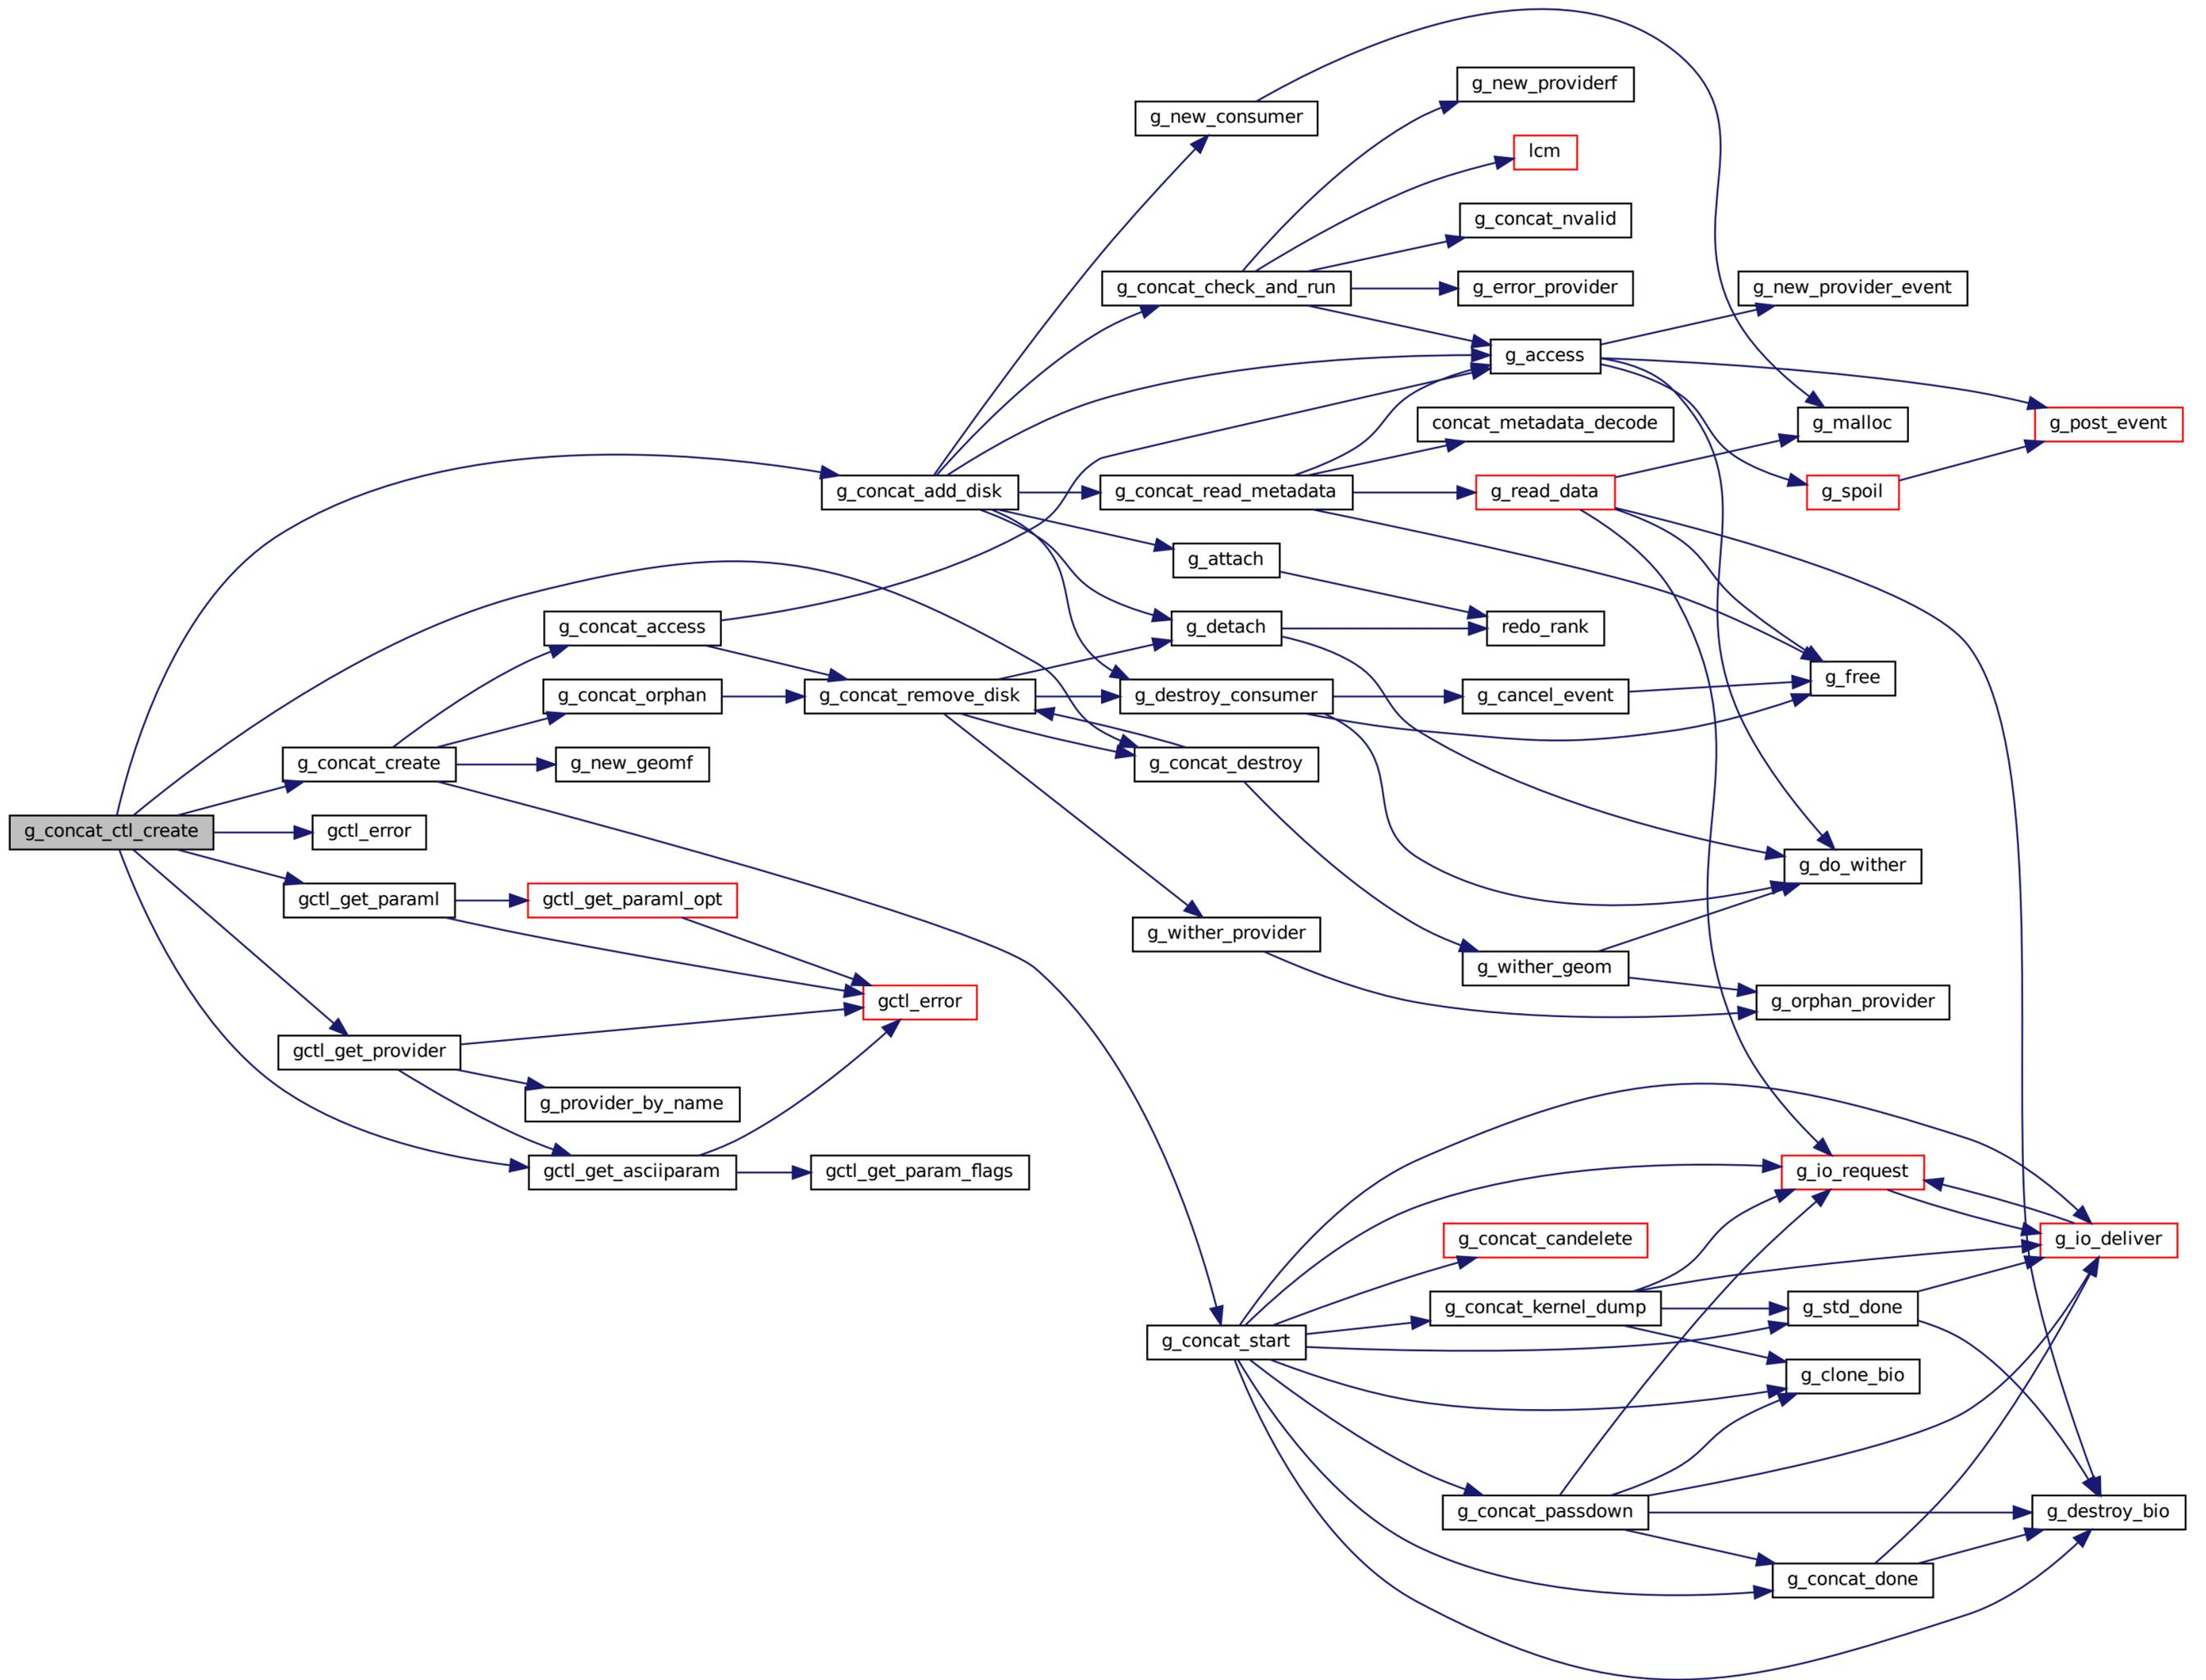 g_new_providerf
g_new_consumer
lcm
g_concat_nvalid
g_concat_check_and_run
g_error_provider
g_new_provider_event
g_access
concat_metadata_decode
g_malloc
g_post_event
g_concat_add_disk
g_concat_read_metadata
g_read_data
g_spoil
g_attach
g_concat_access
g_detach
redo_rank
g_free
g_concat_orphan
g_concat_remove_disk
g_destroy_consumer
g_cancel_event
g_concat_create
g_new_geomf
g_concat_destroy
g_concat_ctl_create
gctl_error
g_do_wither
gctl_get_paraml
gctl_get_paraml_opt
g_wither_provider
g_wither_geom
gctl_error
g_orphan_provider
gctl_get_provider
g_provider_by_name
gctl_get_asciiparam
gctl_get_param_flags
g_io_request
g_concat_candelete
g_io_deliver
g_concat_kernel_dump
g_std_done
g_concat_start
g_clone_bio
g_concat_passdown
g_destroy_bio
g_concat_done